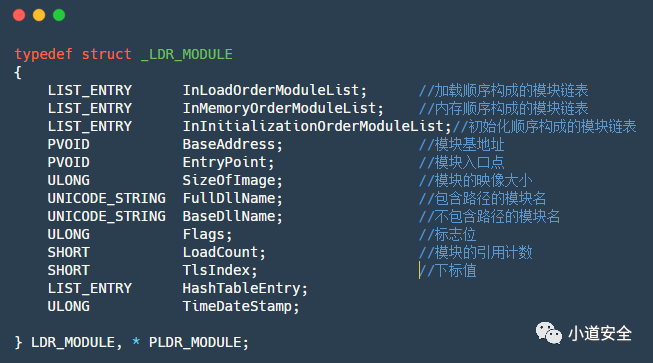 typedef struct _LDR_MODULE
{
LIST_ENTRY InLoadOrderModuleList; //加载顺序构成的模块链表
LIST_ENTRY InMemoryOrderModuleList; //内存顺序构成的模块链表
LIST_ENTRY InInitializationOrderModuleList;//初始化顺序构成的模块链表
PVOID BaseAddress; //模块基地址
PVOID EntryPoint; //模块入口点
ULONG SizeOfImage; //模块的映像大小
UNICODE_STRING FullDllName; //包含路径的模块名
UNICODE_STRING BaseDllName; //不包含路径的模块名
ULONG Flags; //标志位
SHORT LoadCount; //模块的引用计数
SHORT TlsIndex; //下标值
LIST_ENTRY HashTableEntry;
ULONG TimeDateStamp;
} LDR_MODULE, * PLDR_MODULE;
小道安全